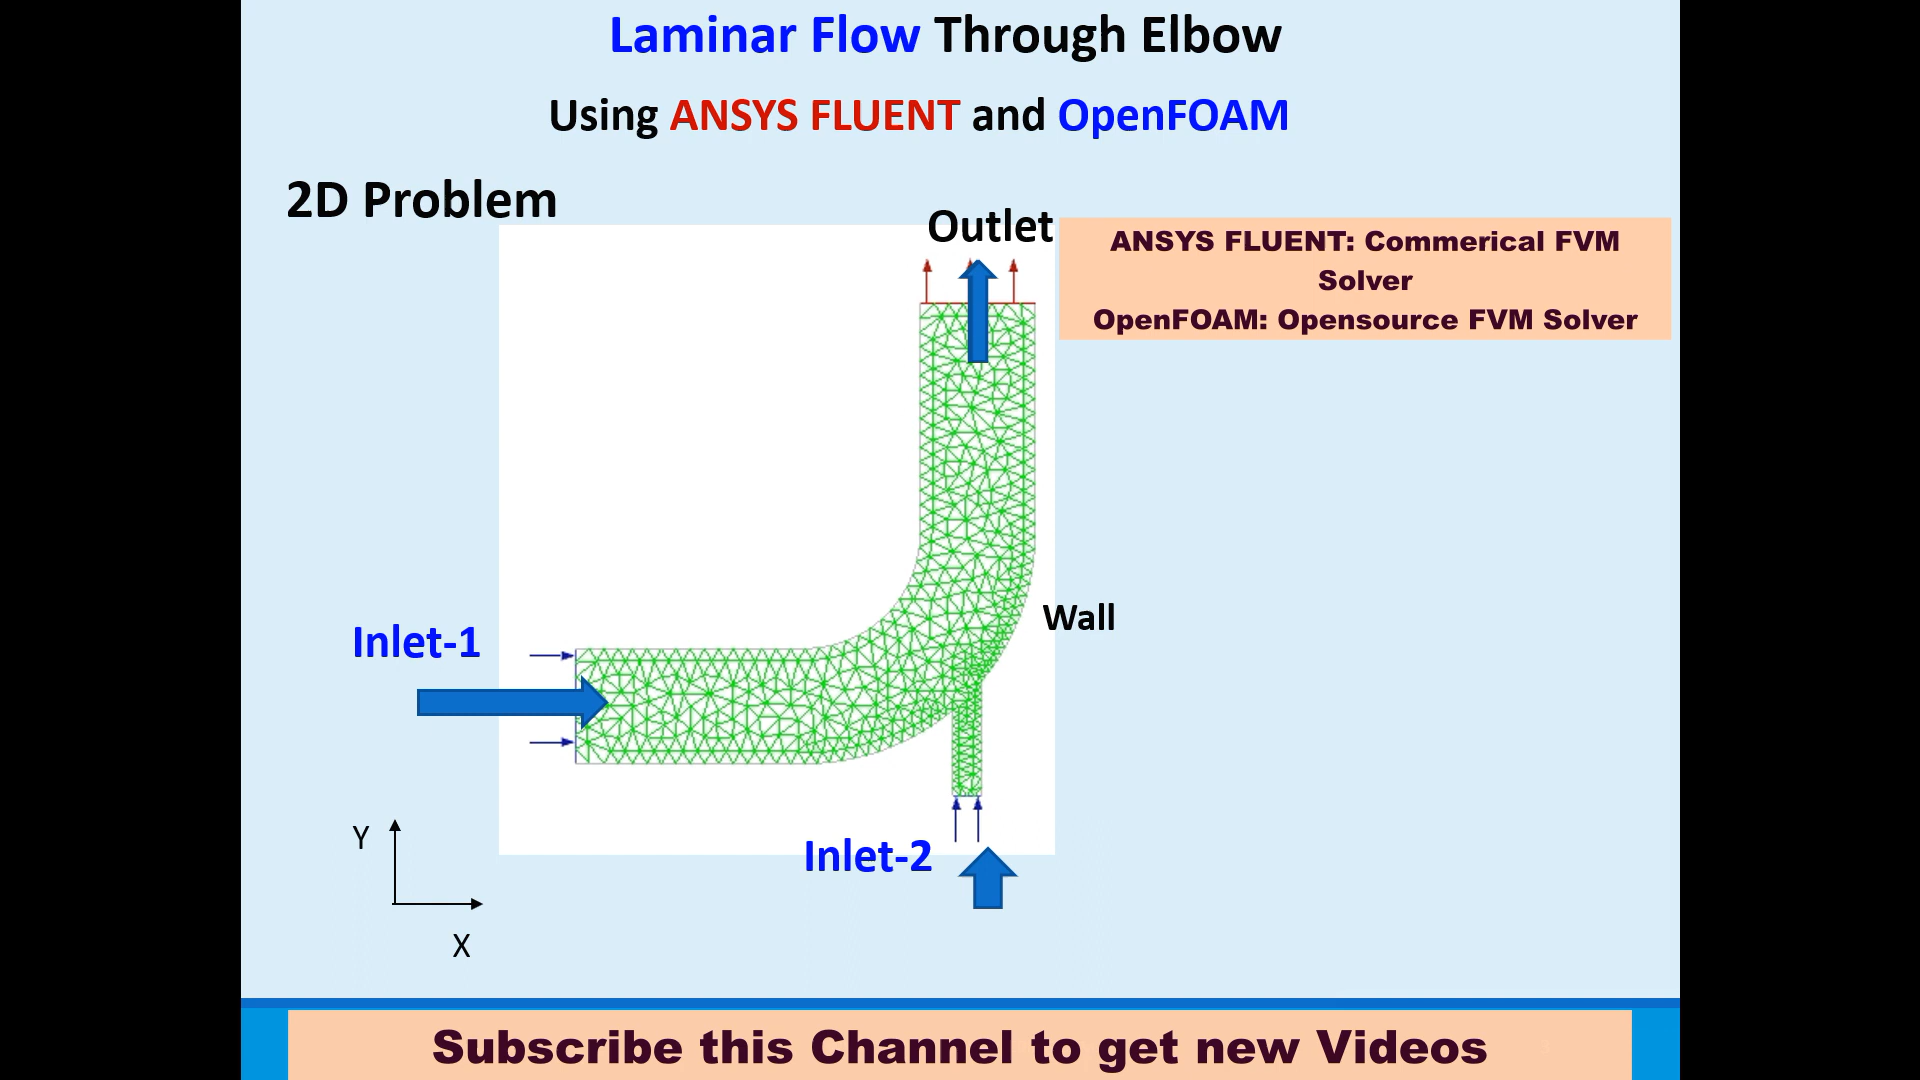 Laminar Flow Through Elbow
Using ANSYS FLUENT and OpenFOAM
2D Problem
Outlet
ANSYS FLUENT: Commerical FVM
Solver
OpenFOAM: Opensource FVM Solver
Wall
Inlet-1
Inlet-2
Y
X
Subscribe this Channel to get new Videos